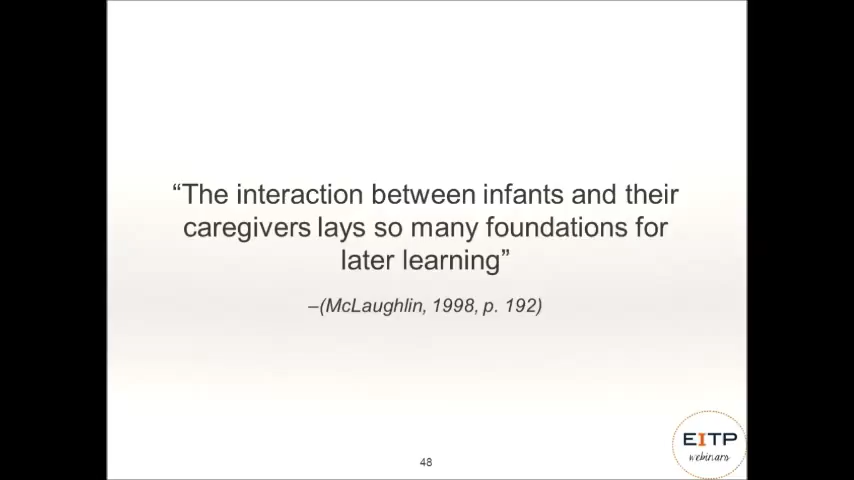 “The interaction between infants and their
caregivers lays so many foundations for
later learning”
–(McLaughlin, 1998, p. 192)
EITP
webinars
48